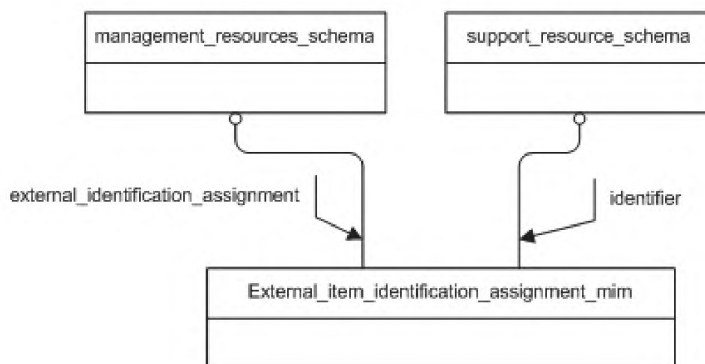 management_resources_schema
support_resource_schema
external_identification_assignment
identifier
External_item_identification_assignment_mim